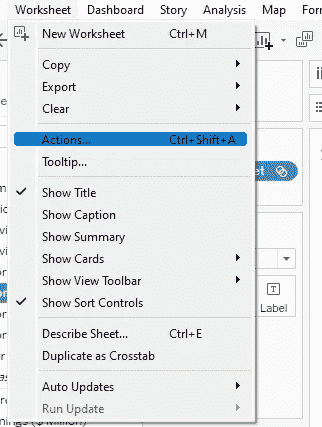 Worksheet Dashboard Story Analysis Map For
New Worksheet Ctrl+M
Copy
Export
Clear
Actions... Ctrl+Shift+A
Tooltip...
Show Title
Show Caption
Show Summary
Show Cards
Show View Toolbar
Show Sort Controls
Label
Describe Sheet... Ctrl+E
Duplicate as Crosstab
Auto Updates
Run Update